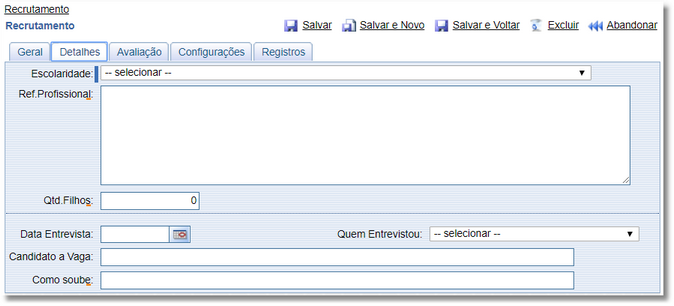 Recrutamento
Recrutamento Salvar Salvar e Novo Salvar e Voltar Excluir Abandonar
Geral Detalhes Avaliação Configurações Registros
Escolaridade: -- selecionar --
Ref.Profissional:
Qtd.Filhos: 0
Data Entrevista: Quem Entrevistou: -- selecionar --
Candidato a Vaga:
Como soube: